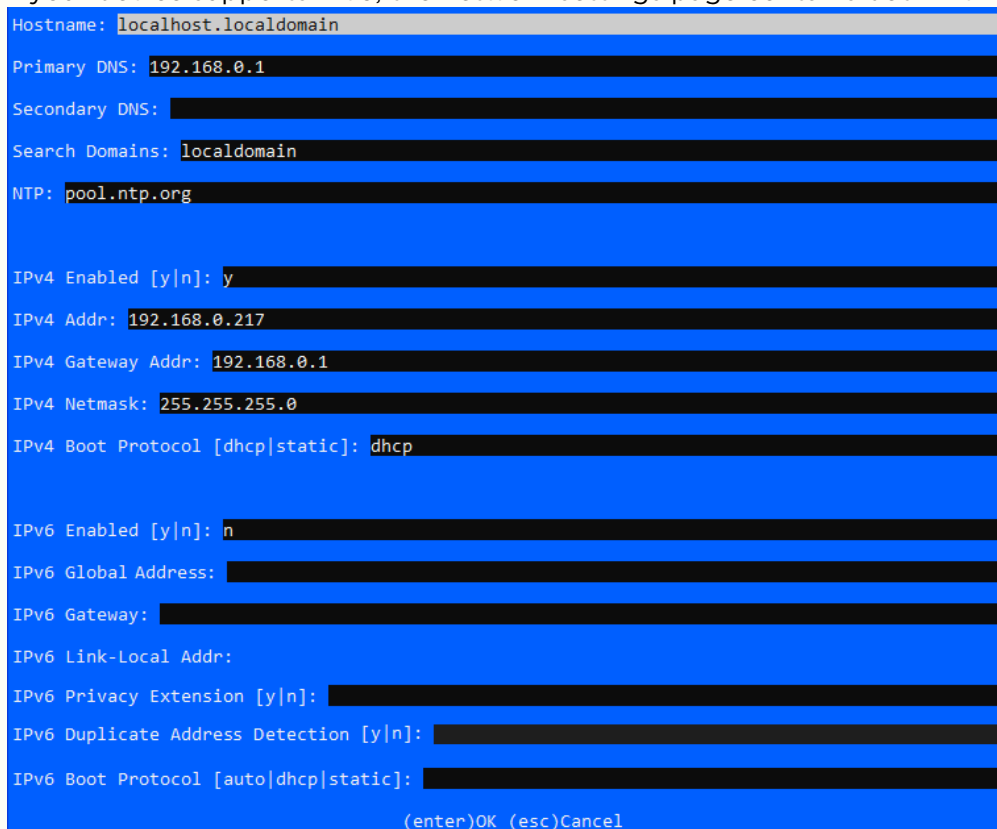 Hostname: localhost.localdomain
Primary DNS: 192.168.0.1
Secondary DNS:
Search Domains: localdomain
NTP: pool.ntp.org
IPv4 Enabled [y|n]: y
IPv4 Addr: 192.168.0.217
IPv4 Gateway Addr: 192.168.0.1
IPv4 Netmask: 255.255.255.0
IPv4 Boot Protocol [dhcp|static]: dhcp
IPv6 Enabled [y|n]: n
IPv6 Global Address:
IPv6 Gateway:
IPv6 Link-Local Addr:
IPv6 Privacy Extension [y|n]:
IPv6 Duplicate Address Detection [y|n]:
IPv6 Boot Protocol [auto|dhcp|static]:
(enter)OK (esc)Cancel